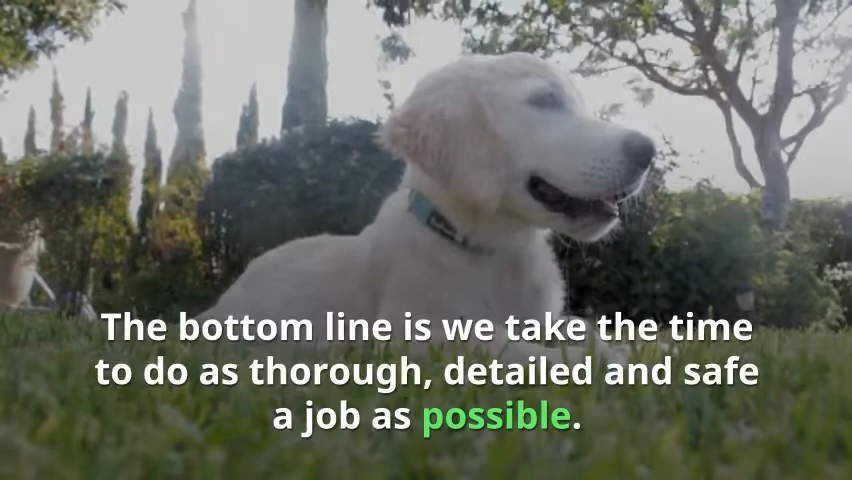 The bottom line is we take the time
to do as thorough, detailed and safe
a job as possible.